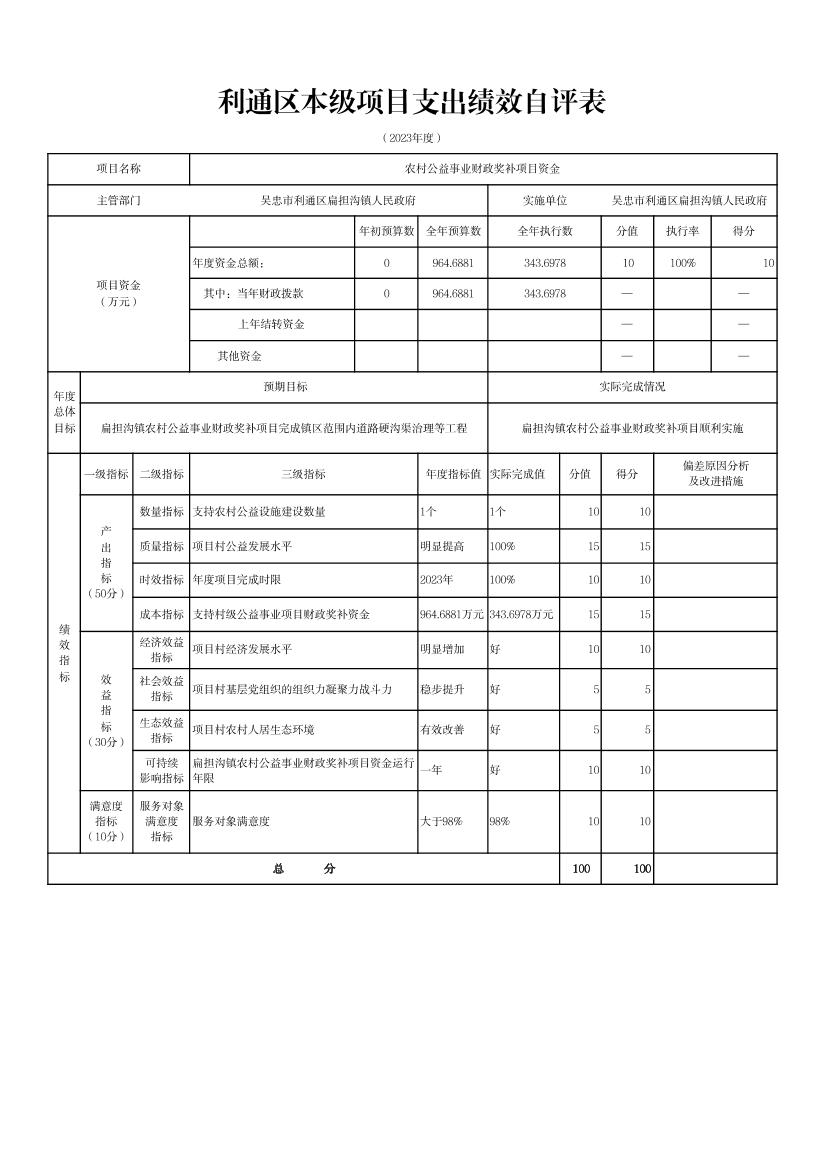 利通区本级项目支出绩效自评表
（2023年度）
项目名称 农村公益事业财政奖补项目资金
主管部门 吴忠市利通区扁担沟镇人民政府 实施单位 吴忠市利通区扁担沟镇人民政府
项目资金
（万元）
年初预算数 全年预算数 全年执行数 分值 执行率 得分
年度资金总额： 0 964.6881 343.6978 10 100% 10
其中：当年财政拨款 0 964.6881 343.6978 — —
上年结转资金 — —
其他资金 — —
年度
总体
目标
预期目标 实际完成情况
扁担沟镇农村公益事业财政奖补项目完成镇区范围内道路硬沟渠治理等工程 扁担沟镇农村公益事业财政奖补项目顺利实施
绩
效
指
标
一级指标 二级指标 三级指标 年度指标值 实际完成值 分值 得分 偏差原因分析
及改进措施
产
出
指
标
（50分）
数量指标 支持农村公益设施建设数量 1个 1个 10 10
质量指标 项目村公益发展水平 明显提高 100% 15 15
时效指标 年度项目完成时限 2023年 100% 10 10
成本指标 支持村级公益事业项目财政奖补资金 964.6881万元 343.6978万元 15 15
效
益
指
标
（30分）
经济效益
指标 项目村经济发展水平 明显增加 好 10 10
社会效益
指标 项目村基层党组织的组织力凝聚力战斗力 稳步提升 好 5 5
生态效益
指标 项目村农村人居生态环境 有效改善 好 5 5
可持续
影响指标 扁担沟镇农村公益事业财政奖补项目资金运行
年限 一年 好 10 10
满意度
指标
（10分）
服务对象
满意度
指标
服务对象满意度 大于98% 98% 10 10
总 分 100 100